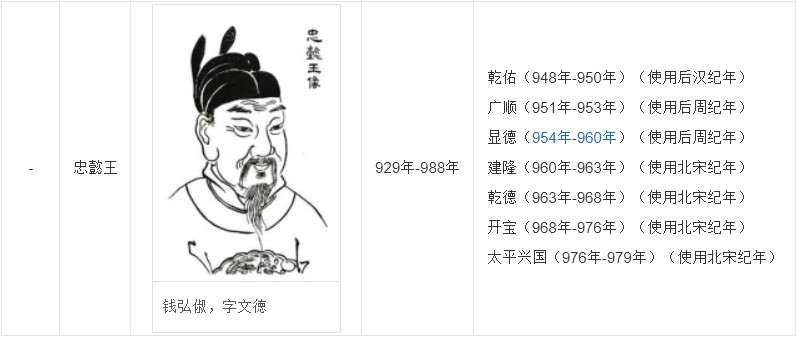 -
忠懿王
忠懿王像
钱弘俶，字文德
929年-988年
乾佑（948年-950年）（使用后汉纪年）
广顺（951年-953年）（使用后周纪年）
显德（954年-960年）（使用后周纪年）
建隆（960年-963年）（使用北宋纪年）
乾德（963年-968年）（使用北宋纪年）
开宝（968年-976年）（使用北宋纪年）
太平兴国（976年-979年）（使用北宋纪年）